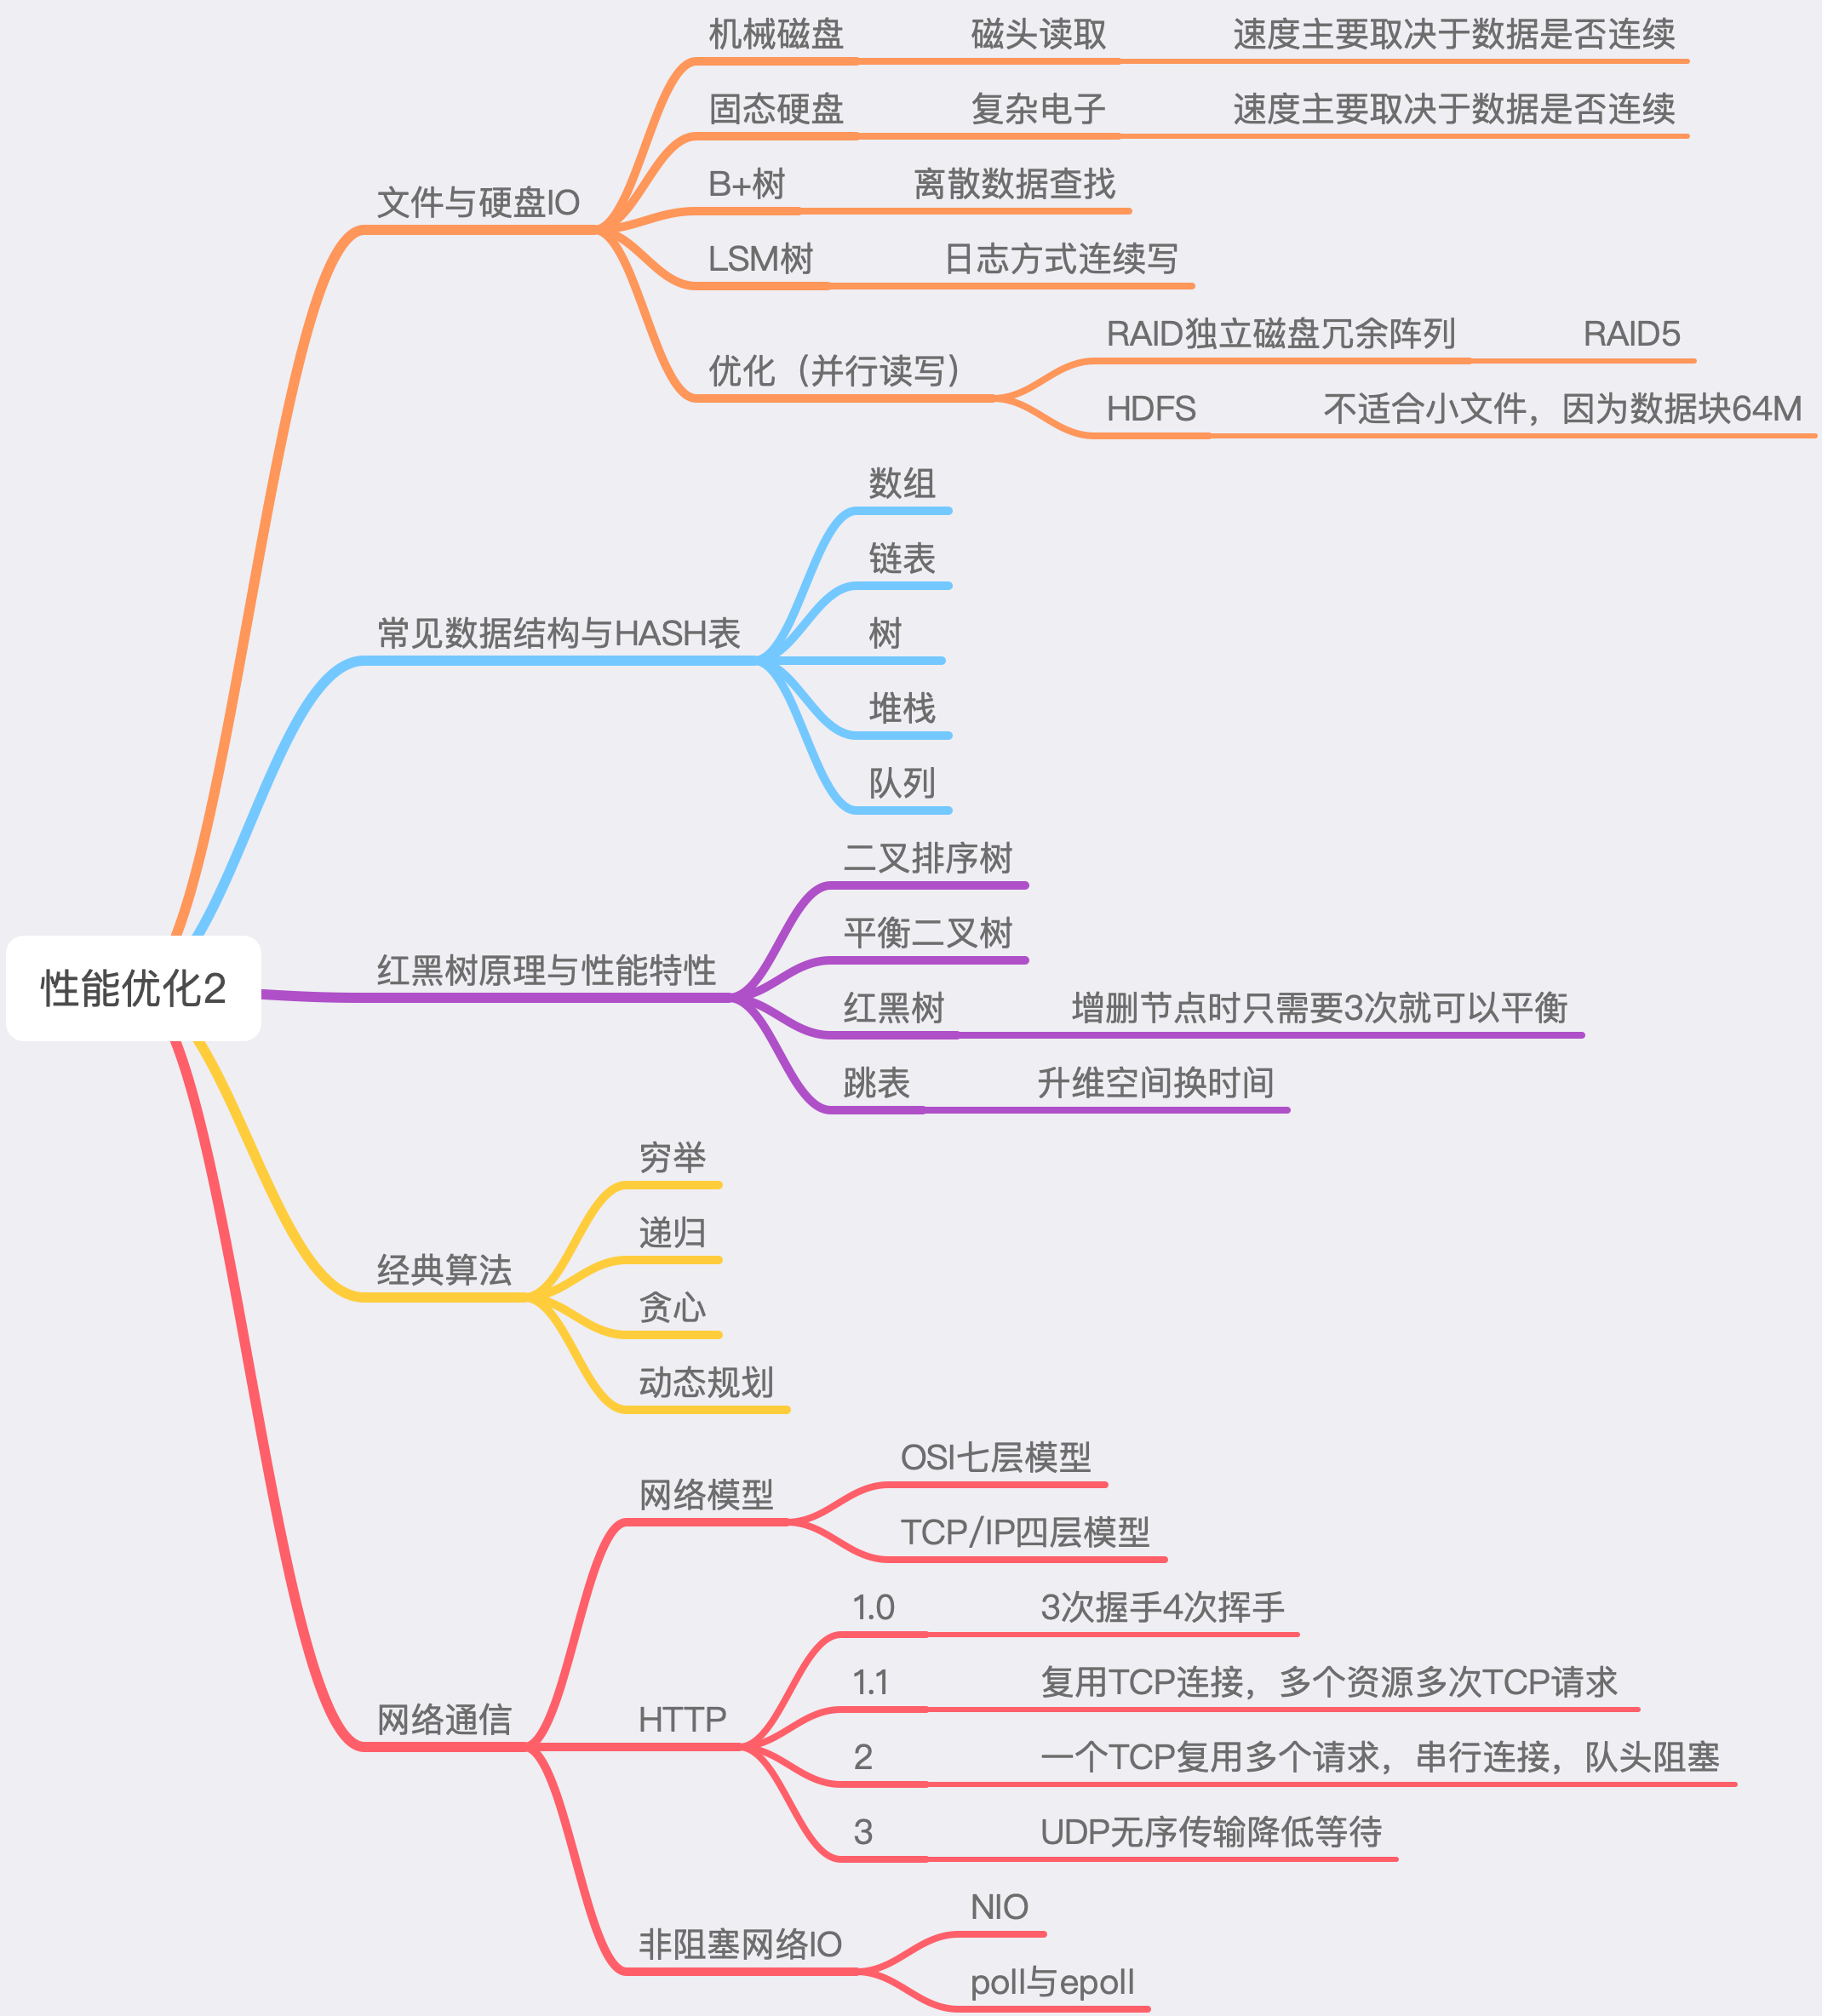 性能优化2
文件与硬盘IO
机械磁盘
磁头读取
速度主要取决于数据是否连续
固态硬盘
复杂电子
速度主要取决于数据是否连续
B+树
离散数据查找
LSM树
日志方式连续写
优化（并行读写）
RAID独立磁盘冗余阵列
RAID5
HDFS
不适合小文件，因为数据块64M
常见数据结构与HASH表
数组
链表
树
堆栈
队列
红黑树原理与性能特性
二叉排序树
平衡二叉树
红黑树
增删节点时只需要3次就可以平衡
跳表
升维空间换时间
经典算法
穷举
递归
贪心
动态规划
网络通信
网络模型
OSI七层模型
TCP/IP四层模型
HTTP
1.0
3次握手4次挥手
1.1
复用TCP连接，多个资源多次TCP请求
2
一个TCP复用多个请求，串行连接，队头阻塞
3
UDP无序传输降低等待
非阻塞网络IO
NIO
poll与epoll